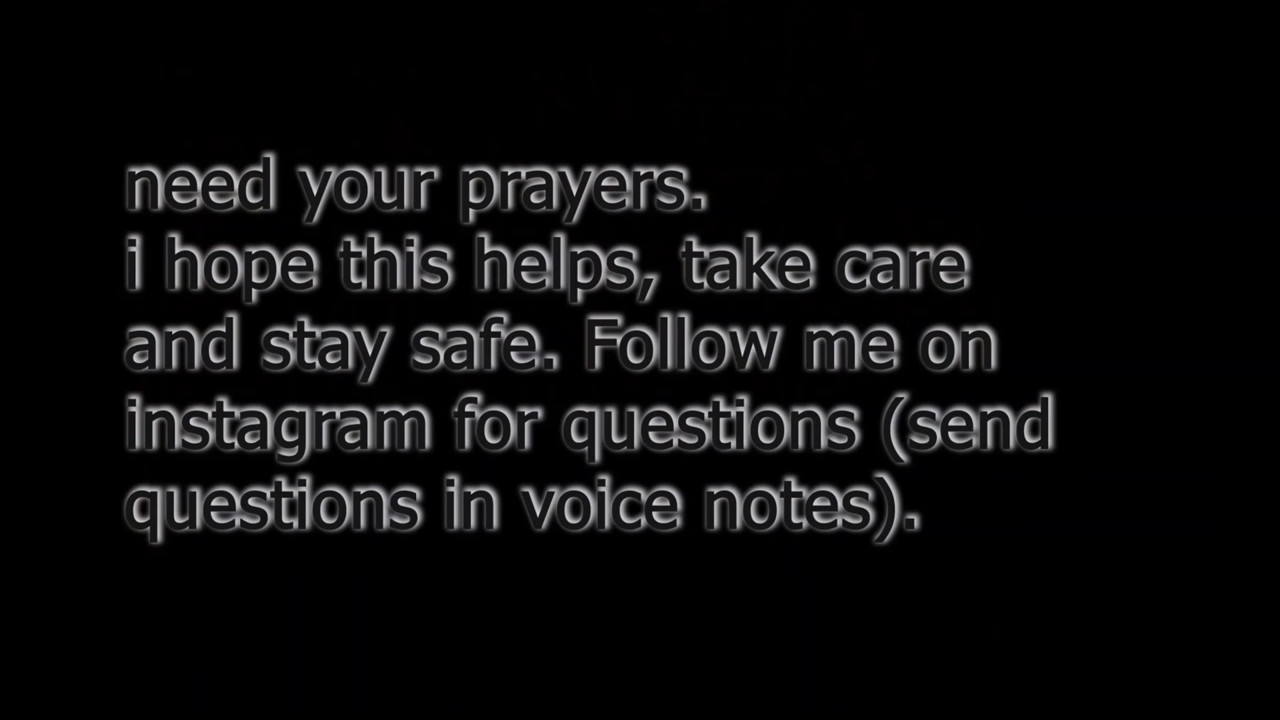 need your prayers.
i hope this helps, take care
and stay safe. Follow me on
instagram for questions (send
questions in voice notes).